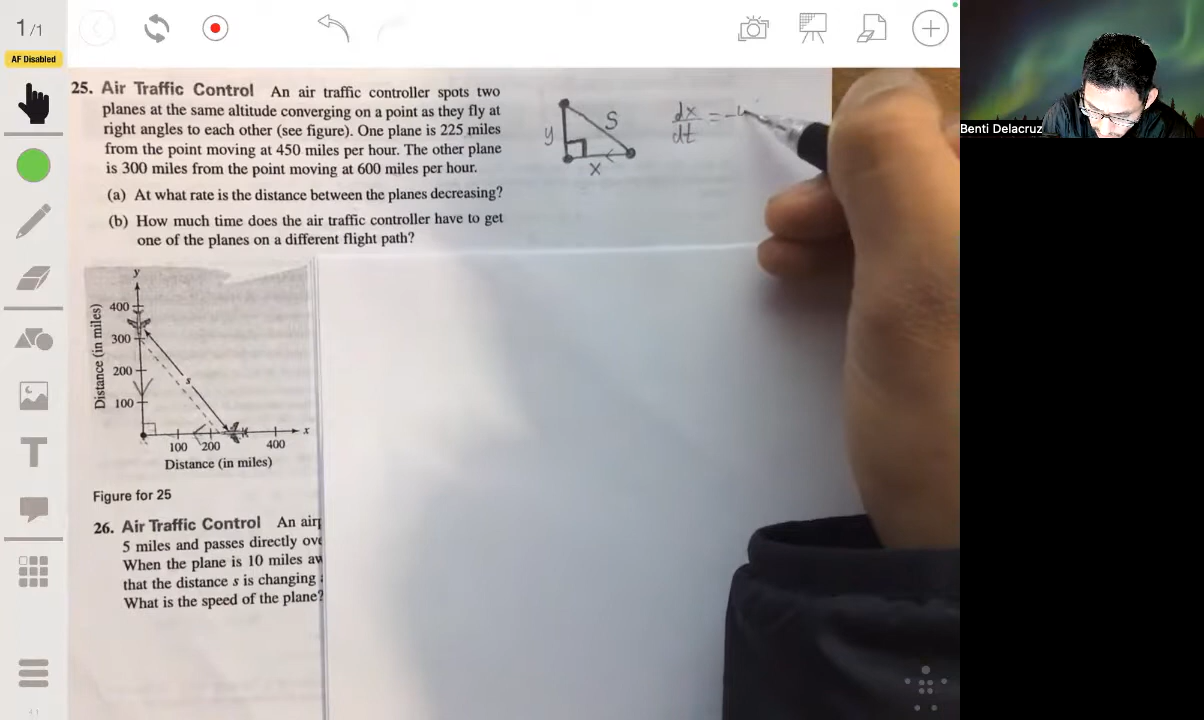 1/1
AF Disabled
T
25. Air Traffic Control An air traffic controller spots two
planes at the same altitude converging on a point as they fly at
right angles to each other (see figure). One plane is 225 miles
from the point moving at 450 miles per hour. The other plane
is 300 miles from the point moving at 600 miles per hour.
(a) At what rate is the distance between the planes decreasing?
(b) How much time does the air traffic controller have to get
one of the planes on a different flight path?
y
S
x
dx
dt
= -4
Benti Delacruz
y
400
300
200
100
s
x
100 200 400
Distance (in miles)
Distance (in miles)
Figure for 25
26. Air Traffic Control An
5 miles and passes directly
When the plane is 10 miles
that the distance s is changing
What is the speed of the plane?